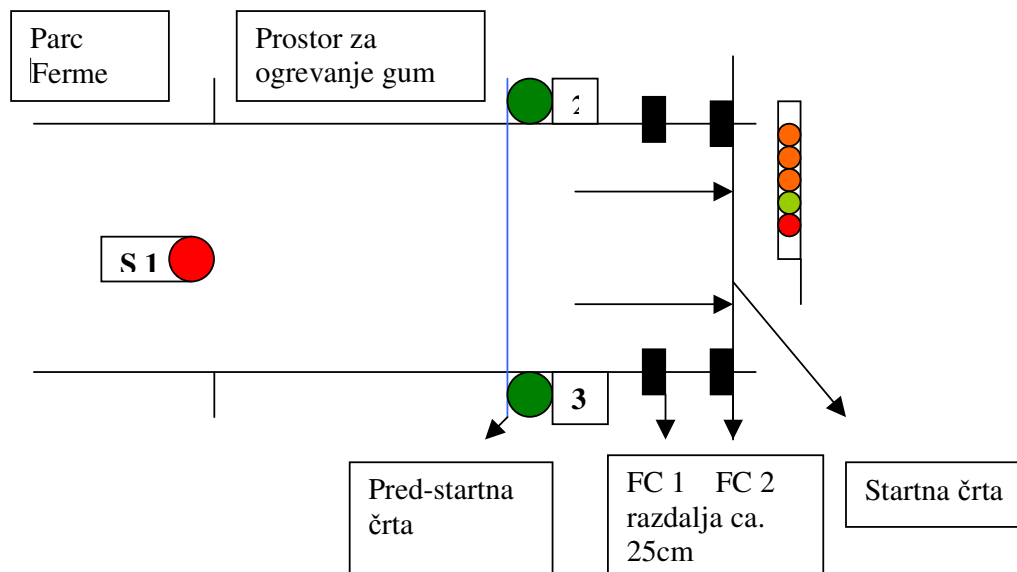 Parc
Ferme
Prostor za
ogrevanje gum
2
S 1
3
Pred-startna
črta
FC 1 FC 2
razdalja ca.
25cm
Startna črta